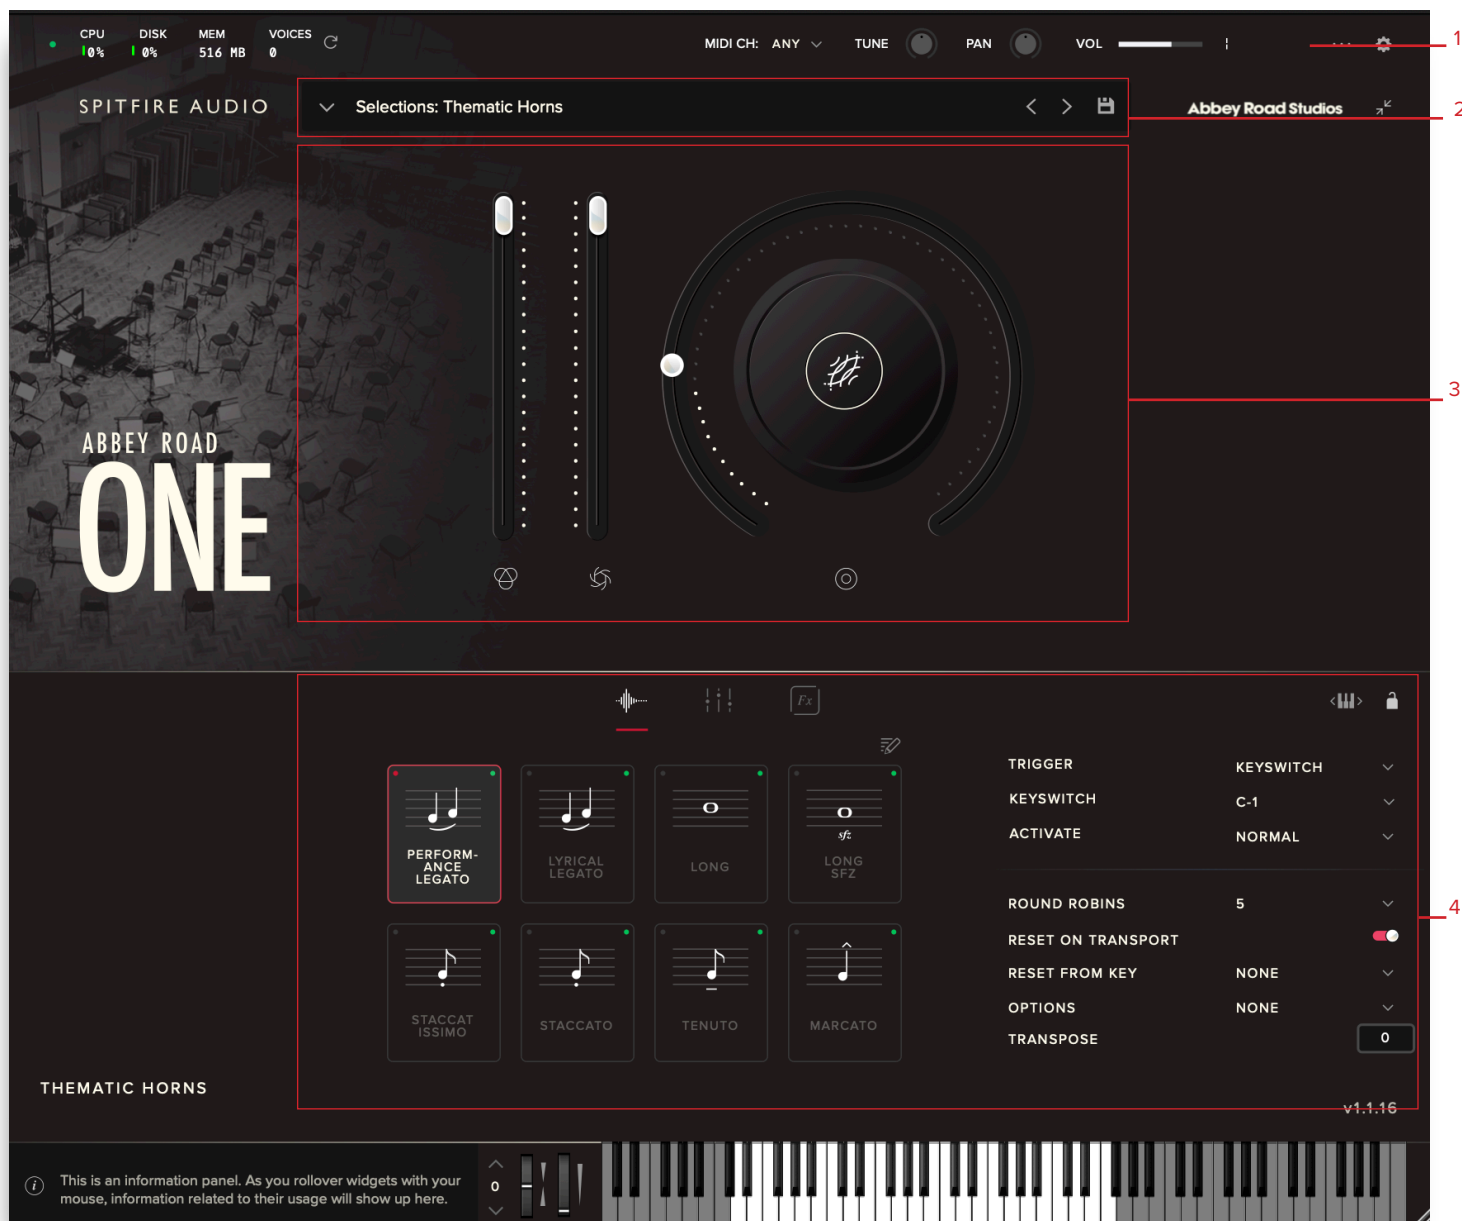 CPU DISK MEM VOICES
0% 0% 516 MB 0
MIDI CH: ANY TUNE PAN VOL
1
SPITFIRE AUDIO
Selections: Thematic Horns
Abbey Road Studios
2
3
ABBEY ROAD
ONE
Fx
PERFORM-
ANCE
LEGATO
LYRICAL
LEGATO
LONG
sfz
LONG
SFZ
STACCAT
ISSIMO
STACCATO
TENUTO
MARCATO
TRIGGER KEYSWITCH
KEYSWITCH C-1
ACTIVATE NORMAL
ROUND ROBINS 5
RESET ON TRANSPORT
RESET FROM KEY NONE
OPTIONS NONE
TRANSPOSE 0
4
THEMATIC HORNS
v1.1.16
i
This is an information panel. As you rollover widgets with your
mouse, information related to their usage will show up here.
0